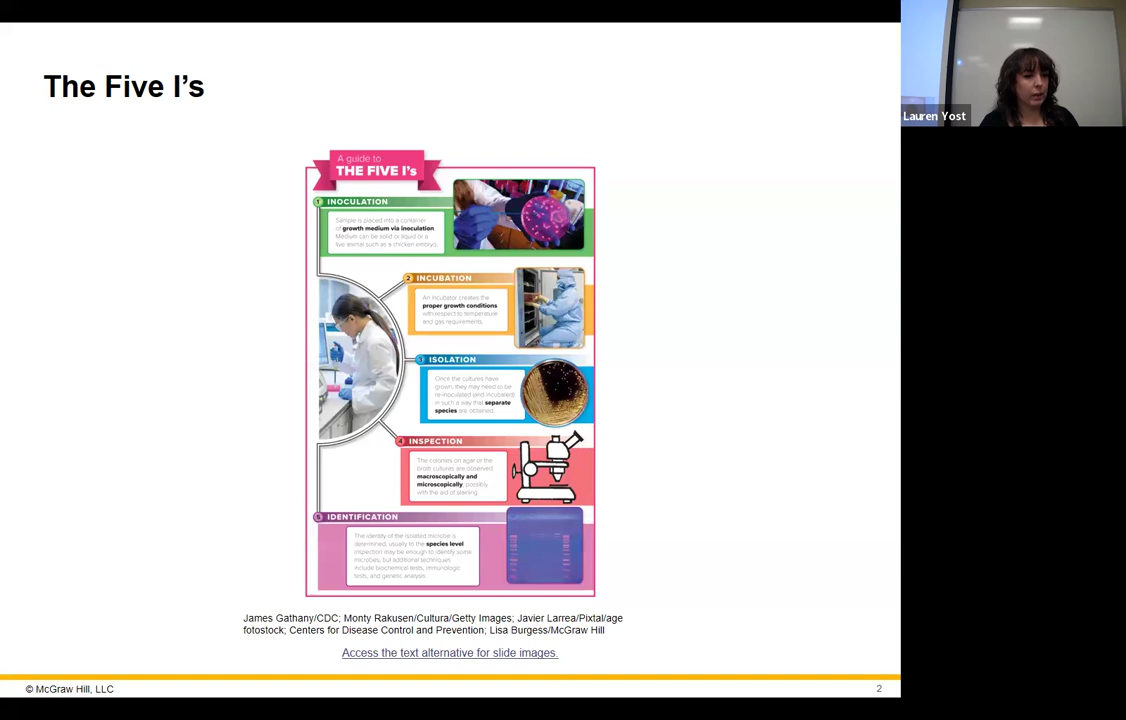 The Five I's
Lauren Yost
A guide to
THE FIVE I's
1 INOCULATION
Sample is placed into a container
of growth medium via inoculation.
Medium can be solid or liquid or a
live animal such as a chicken embryo.
2 INCUBATION
An incubator creates the
proper growth conditions
with respect to temperature
and gas requirements.
3 ISOLATION
Once the cultures have
grown, they may need to be
re-inoculated (and incubated)
in such a way that separate
species are obtained.
4 INSPECTION
The colonies on agar or the
broth cultures are observed
macroscopically and
microscopically, possibly
with the aid of staining.
5 IDENTIFICATION
The identity of the isolated microbe is
determined, usually to the species level
inspection may be enough to identify some
microbes, but additional techniques
include biochemical tests, immunologic
tests, and genetic analysis.
James Gathany/CDC; Monty Rakusen/Cultura/Getty Images; Javier Larrea/Pixtal/age
fotostock; Centers for Disease Control and Prevention; Lisa Burgess/McGraw Hill
Access the text alternative for slide images.
© McGraw Hill, LLC
2